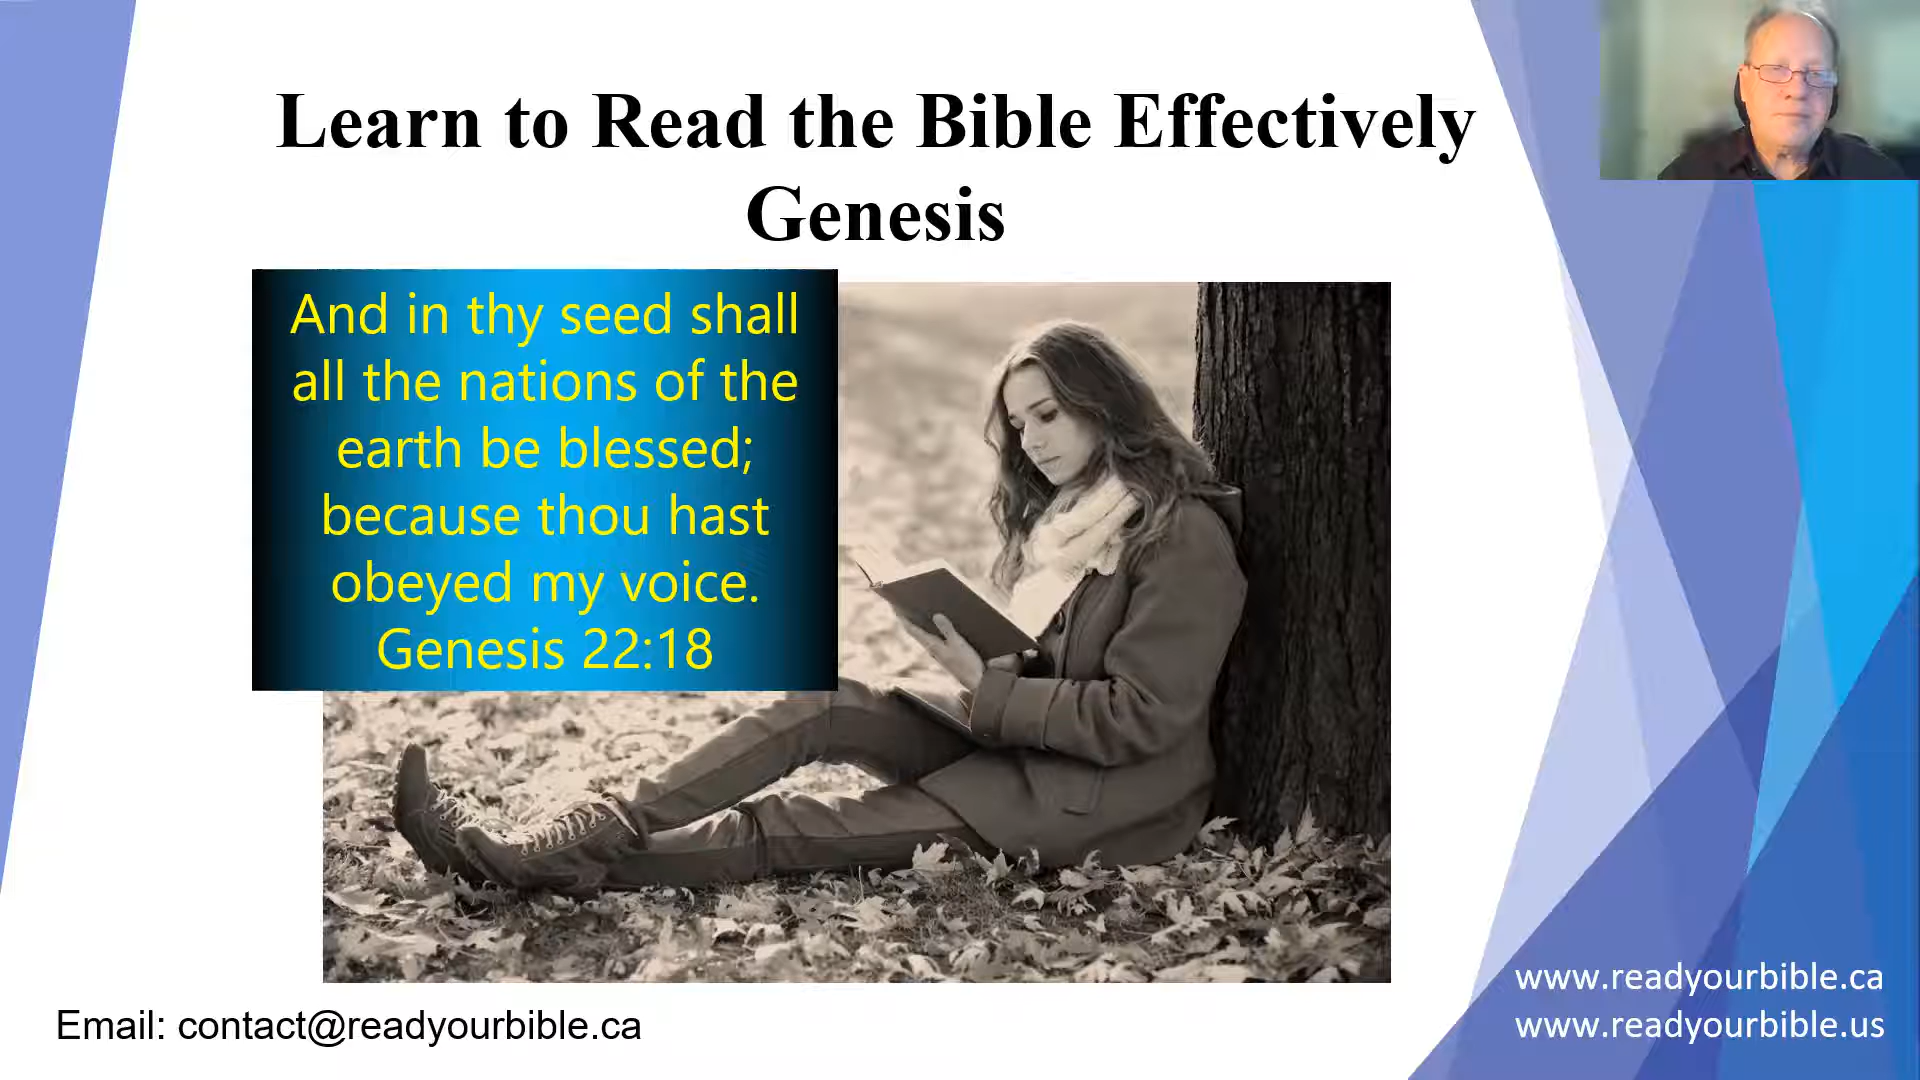 Learn to Read the Bible Effectively
Genesis
And in thy seed shall
all the nations of the
earth be blessed;
because thou hast
obeyed my voice.
Genesis 22:18
Email: contact@readyourbible.ca
www.readyourbible.ca
www.readyourbible.us